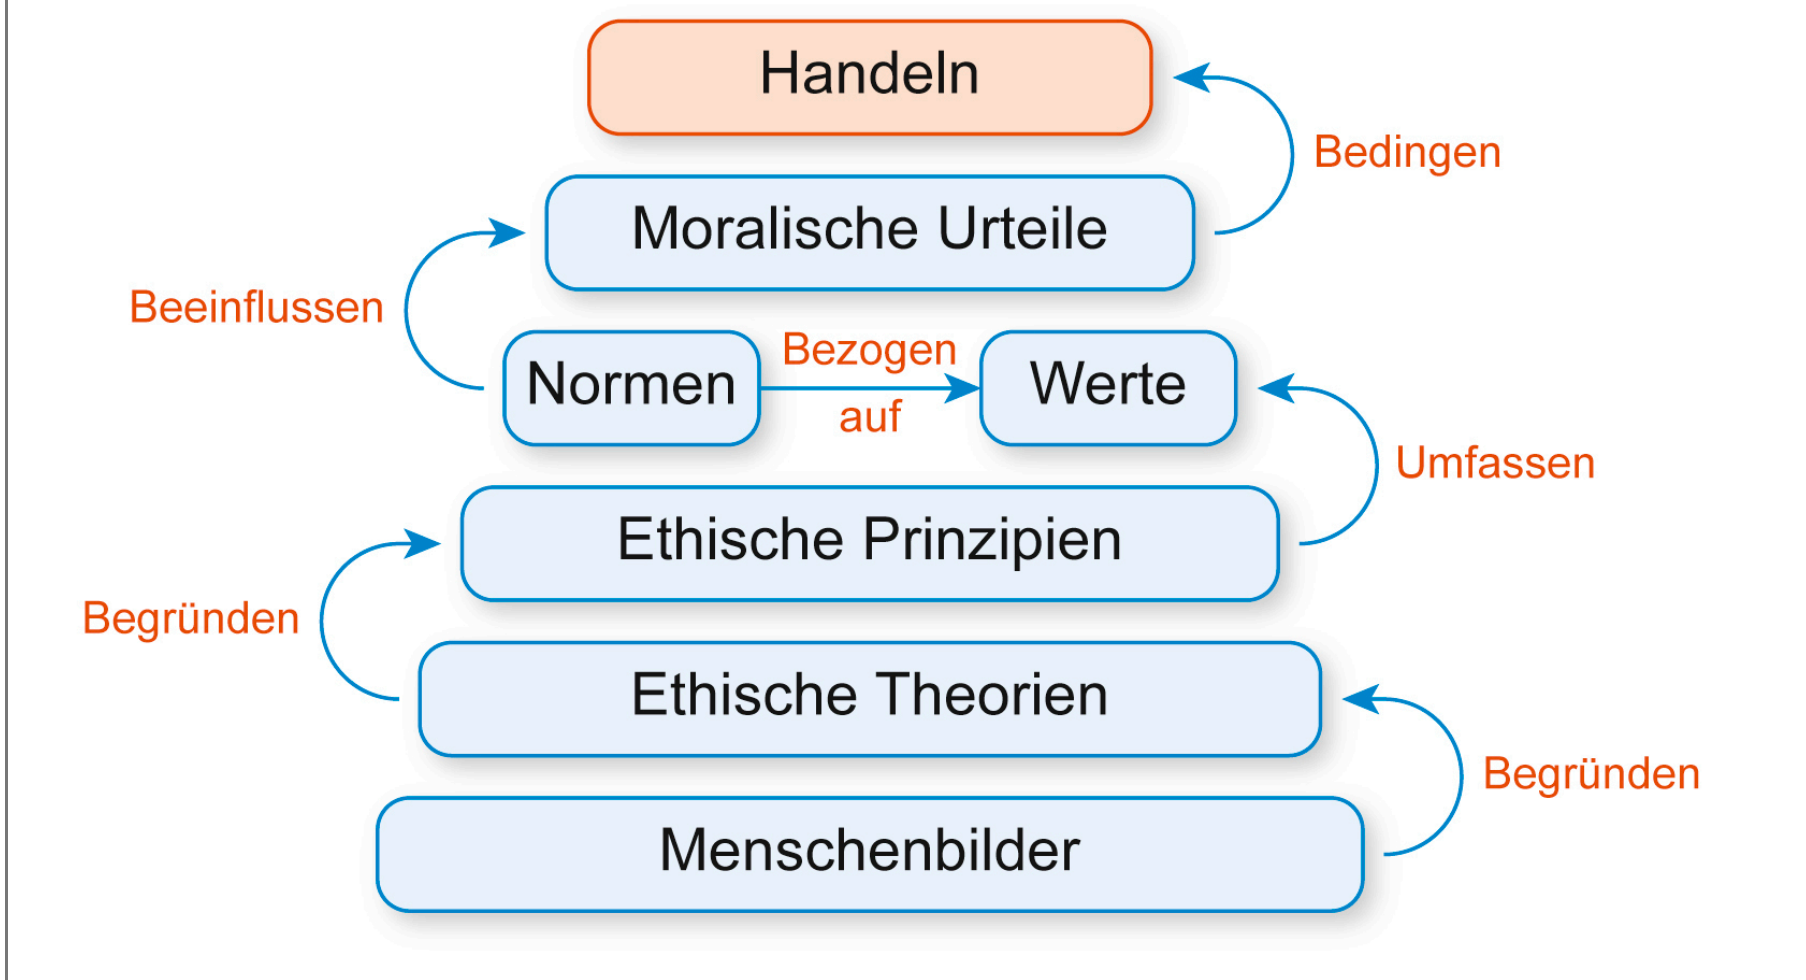 Handeln
Bedingen
Moralische Urteile
Beeinflussen
Normen
Bezogen
auf
Werte
Umfassen
Ethische Prinzipien
Begründen
Ethische Theorien
Begründen
Menschenbilder